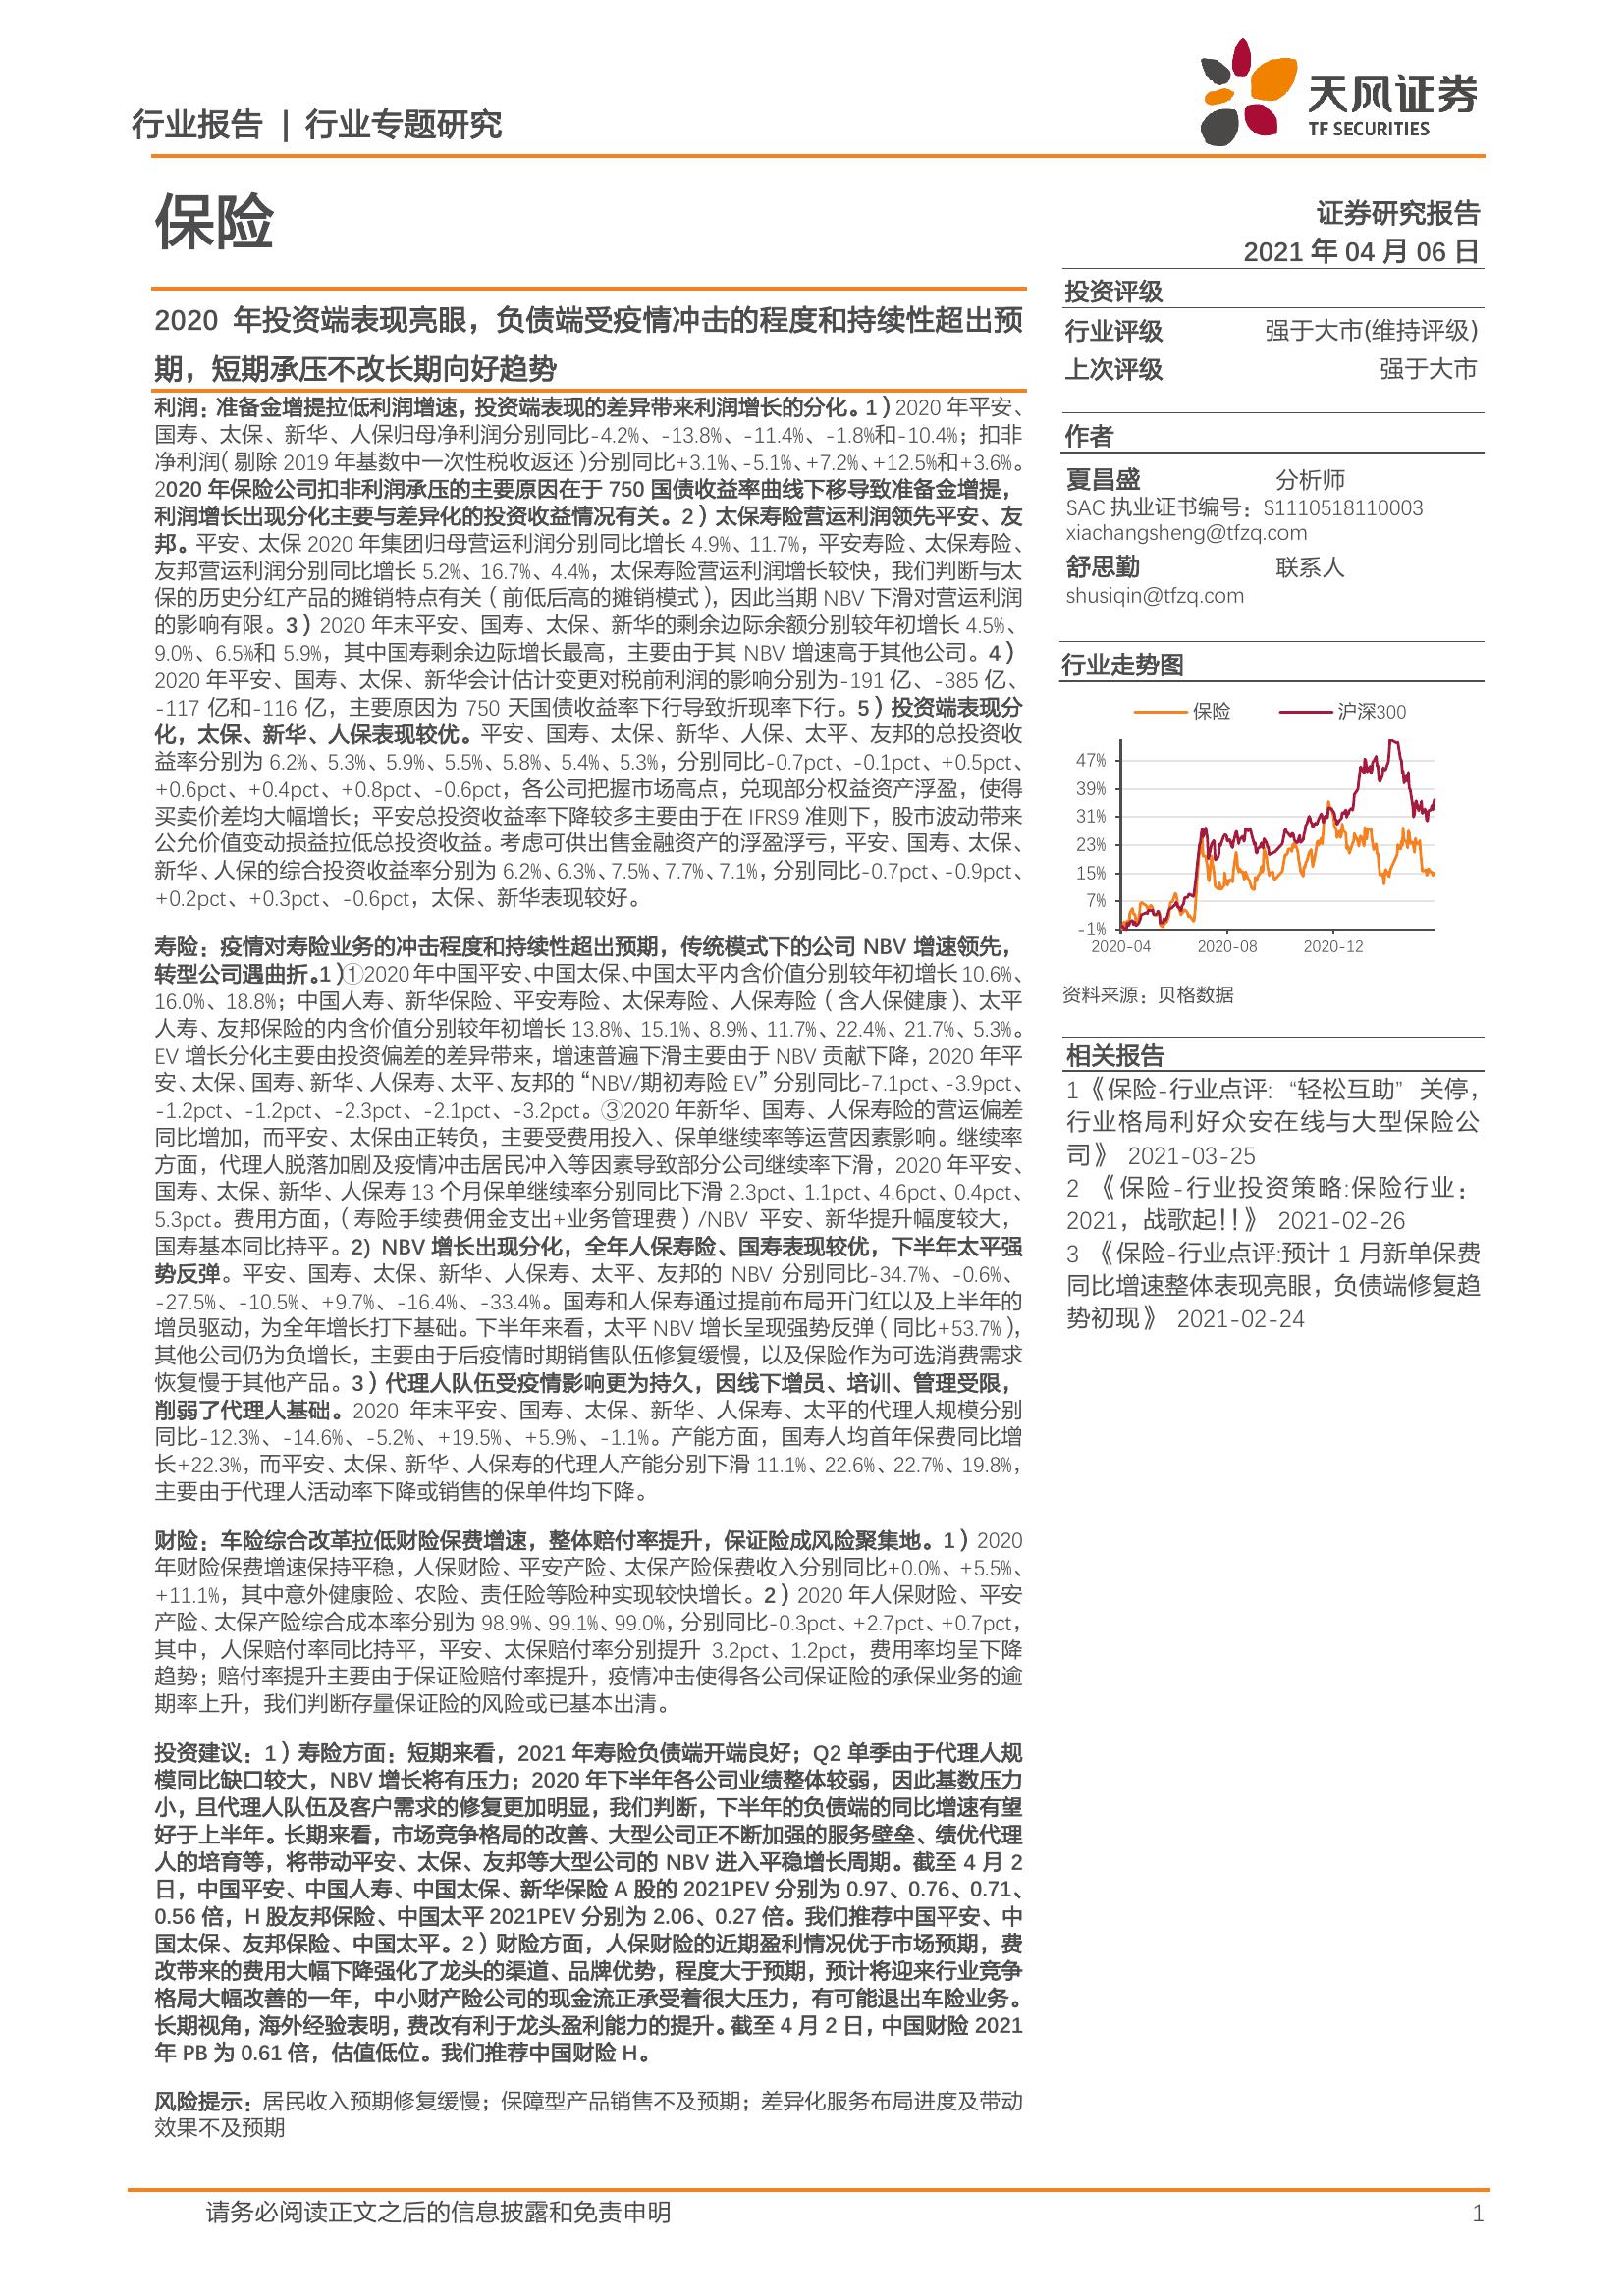 行业报告 | 行业专题研究
天风证券
TF SECURITIES
保险
证券研究报告
2021 年 04 月 06 日
2020 年投资端表现亮眼，负债端受疫情冲击的程度和持续性超出预
期，短期承压不改长期向好趋势
利润：准备金增提拉低利润增速，投资端表现的差异带来利润增长的分化。1）2020 年平安、
国寿、太保、新华、人保归母净利润分别同比-4.2%、-13.8%、-11.4%、-1.8%和-10.4%；扣非
净利润（剔除 2019 年基数中一次性税收返还）分别同比+3.1%、-5.1%、+7.2%、+12.5%和+3.6%。
2020 年保险公司扣非利润承压的主要原因在于 750 国债收益率曲线下移导致准备金增提，
利润增长出现分化主要与差异化的投资收益情况有关。2）太保寿险营运利润领先平安、友
邦。平安、太保 2020 年集团归母营运利润分别同比增长 4.9%、11.7%，平安寿险、太保寿险、
友邦营运利润分别同比增长 5.2%、16.7%、4.4%，太保寿险营运利润增长较快，我们判断与太
保的历史分红产品的摊销特点有关（前低后高的摊销模式），因此当期 NBV 下滑对营运利润
的影响有限。3）2020 年末平安、国寿、太保、新华的剩余边际余额分别较年初增长 4.5%、
9.0%、6.5%和 5.9%，其中国寿剩余边际增长最高，主要由于其 NBV 增速高于其他公司。4）
2020 年平安、国寿、太保、新华会计估计变更对税前利润的影响分别为-191 亿、-385 亿、
-117 亿和-116 亿，主要原因为 750 天国债收益率下行导致折现率下行。5）投资端表现分
化，太保、新华、人保表现较优。平安、国寿、太保、新华、人保、太平、友邦的总投资收
益率分别为 6.2%、5.3%、5.9%、5.5%、5.8%、5.4%、5.3%，分别同比-0.7pct、-0.1pct、+0.5pct、
+0.6pct、+0.4pct、+0.8pct、-0.6pct，各公司把握市场高点，兑现部分权益资产浮盈，使得
买卖价差均大幅增长；平安总投资收益率下降较多主要由于在 IFRS9 准则下，股市波动带来
公允价值变动损益拉低总投资收益。考虑可供出售金融资产的浮盈浮亏，平安、国寿、太保、
新华、人保的综合投资收益率分别为 6.2%、6.3%、7.5%、7.7%、7.1%，分别同比-0.7pct、-0.9pct、
+0.2pct、+0.3pct、-0.6pct，太保、新华表现较好。
寿险：疫情对寿险业务的冲击程度和持续性超出预期，传统模式下的公司 NBV 增速领先，
转型公司遇曲折。1）①2020 年中国平安、中国太保、中国太平内含价值分别较年初增长 10.6%、
16.0%、18.8%；中国人寿、新华保险、平安寿险、太保寿险、人保寿险（含人保健康）、太平
人寿、友邦保险的内含价值分别较年初增长 13.8%、15.1%、8.9%、11.7%、22.4%、21.7%、5.3%。
EV 增长分化主要由投资偏差的差异带来，增速普遍下滑主要由于 NBV 贡献下降，2020 年平
安、太保、国寿、新华、人保寿、太平、友邦的“NBV/期初寿险 EV”分别同比-7.1pct、-3.9pct、
-1.2pct、-1.2pct、-2.3pct、-2.1pct、-3.2pct。③2020 年新华、国寿、人保寿险的营运偏差
同比增加，而平安、太保由正转负，主要受费用投入、保单继续率等运营因素影响。继续率
方面，代理人脱落加剧及疫情冲击居民冲入等因素导致部分公司继续率下滑，2020 年平安、
国寿、太保、新华、人保寿 13 个月保单继续率分别同比下滑 2.3pct、1.1pct、4.6pct、0.4pct、
5.3pct。费用方面，（寿险手续费佣金支出+业务管理费）/NBV 平安、新华提升幅度较大，
国寿基本同比持平。2) NBV 增长出现分化，全年人保寿险、国寿表现较优，下半年太平强
势反弹。平安、国寿、太保、新华、人保寿、太平、友邦的 NBV 分别同比-34.7%、-0.6%、
-27.5%、-10.5%、+9.7%、-16.4%、-33.4%。国寿和人保寿通过提前布局开门红以及上半年的
增员驱动，为全年增长打下基础。下半年来看，太平 NBV 增长呈现强势反弹（同比+53.7%），
其他公司仍为负增长，主要由于后疫情时期销售队伍修复缓慢，以及保险作为可选消费需求
恢复慢于其他产品。3）代理人队伍受疫情影响更为持久，因线下增员、培训、管理受限，
削弱了代理人基础。2020 年末平安、国寿、太保、新华、人保寿、太平的代理人规模分别
同比-12.3%、-14.6%、-5.2%、+19.5%、+5.9%、-1.1%。产能方面，国寿人均首年保费同比增
长+22.3%，而平安、太保、新华、人保寿的代理人产能分别下滑 11.1%、22.6%、22.7%、19.8%，
主要由于代理人活动率下降或销售的保单件均下降。
财险：车险综合改革拉低财险保费增速，整体赔付率提升，保证险成风险聚集地。1）2020
年财险保费增速保持平稳，人保财险、平安产险、太保产险保费收入分别同比+0.0%、+5.5%、
+11.1%，其中意外健康险、农险、责任险等险种实现较快增长。2）2020 年人保财险、平安
产险、太保产险综合成本率分别为 98.9%、99.1%、99.0%，分别同比-0.3pct、+2.7pct、+0.7pct，
其中，人保赔付率同比持平，平安、太保赔付率分别提升 3.2pct、1.2pct，费用率均呈下降
趋势；赔付率提升主要由于保证险赔付率提升，疫情冲击使得各公司保证险的承保业务的逾
期率上升，我们判断存量保证险的风险或已基本出清。
投资建议：1）寿险方面：短期来看，2021 年寿险负债端开端良好；Q2 单季由于代理人规
模同比缺口较大，NBV 增长将有压力；2020 年下半年各公司业绩整体较弱，因此基数压力
小，且代理人队伍及客户需求的修复更加明显，我们判断，下半年的负债端的同比增速有望
好于上半年。长期来看，市场竞争格局的改善、大型公司正不断加强的服务壁垒、绩优代理
人的培育等，将带动平安、太保、友邦等大型公司的 NBV 进入平稳增长周期。截至 4 月 2
日，中国平安、中国人寿、中国太保、新华保险 A 股的 2021PEV 分别为 0.97、0.76、0.71、
0.56 倍，H 股友邦保险、中国太平 2021PEV 分别为 2.06、0.27 倍。我们推荐中国平安、中
国太保、友邦保险、中国太平。2）财险方面，人保财险的近期盈利情况优于市场预期，费
改带来的费用大幅下降强化了龙头的渠道、品牌优势，程度大于预期，预计将迎来行业竞争
格局大幅改善的一年，中小财产险公司的现金流正承受着很大压力，有可能退出车险业务。
长期视角，海外经验表明，费改有利于龙头盈利能力的提升。截至 4 月 2 日，中国财险 2021
年 PB 为 0.61 倍，估值低位。我们推荐中国财险 H。
风险提示：居民收入预期修复缓慢；保障型产品销售不及预期；差异化服务布局进度及带动
效果不及预期
投资评级
行业评级 强于大市(维持评级)
上次评级 强于大市
作者
夏昌盛 分析师
SAC 执业证书编号：S1110518110003
xiachangsheng@tfzq.com
舒思勤 联系人
shusiqin@tfzq.com
行业走势图
保险 沪深300
47%
39%
31%
23%
15%
7%
-1%
2020-04 2020-08 2020-12
资料来源：贝格数据
相关报告
1《保险-行业点评:“轻松互助”关停，
行业格局利好众安在线与大型保险公
司》 2021-03-25
2 《保险-行业投资策略:保险行业：
2021，战歌起!!》 2021-02-26
3 《保险-行业点评:预计 1 月新单保费
同比增速整体表现亮眼，负债端修复趋
势初现》 2021-02-24
请务必阅读正文之后的信息披露和免责申明 1